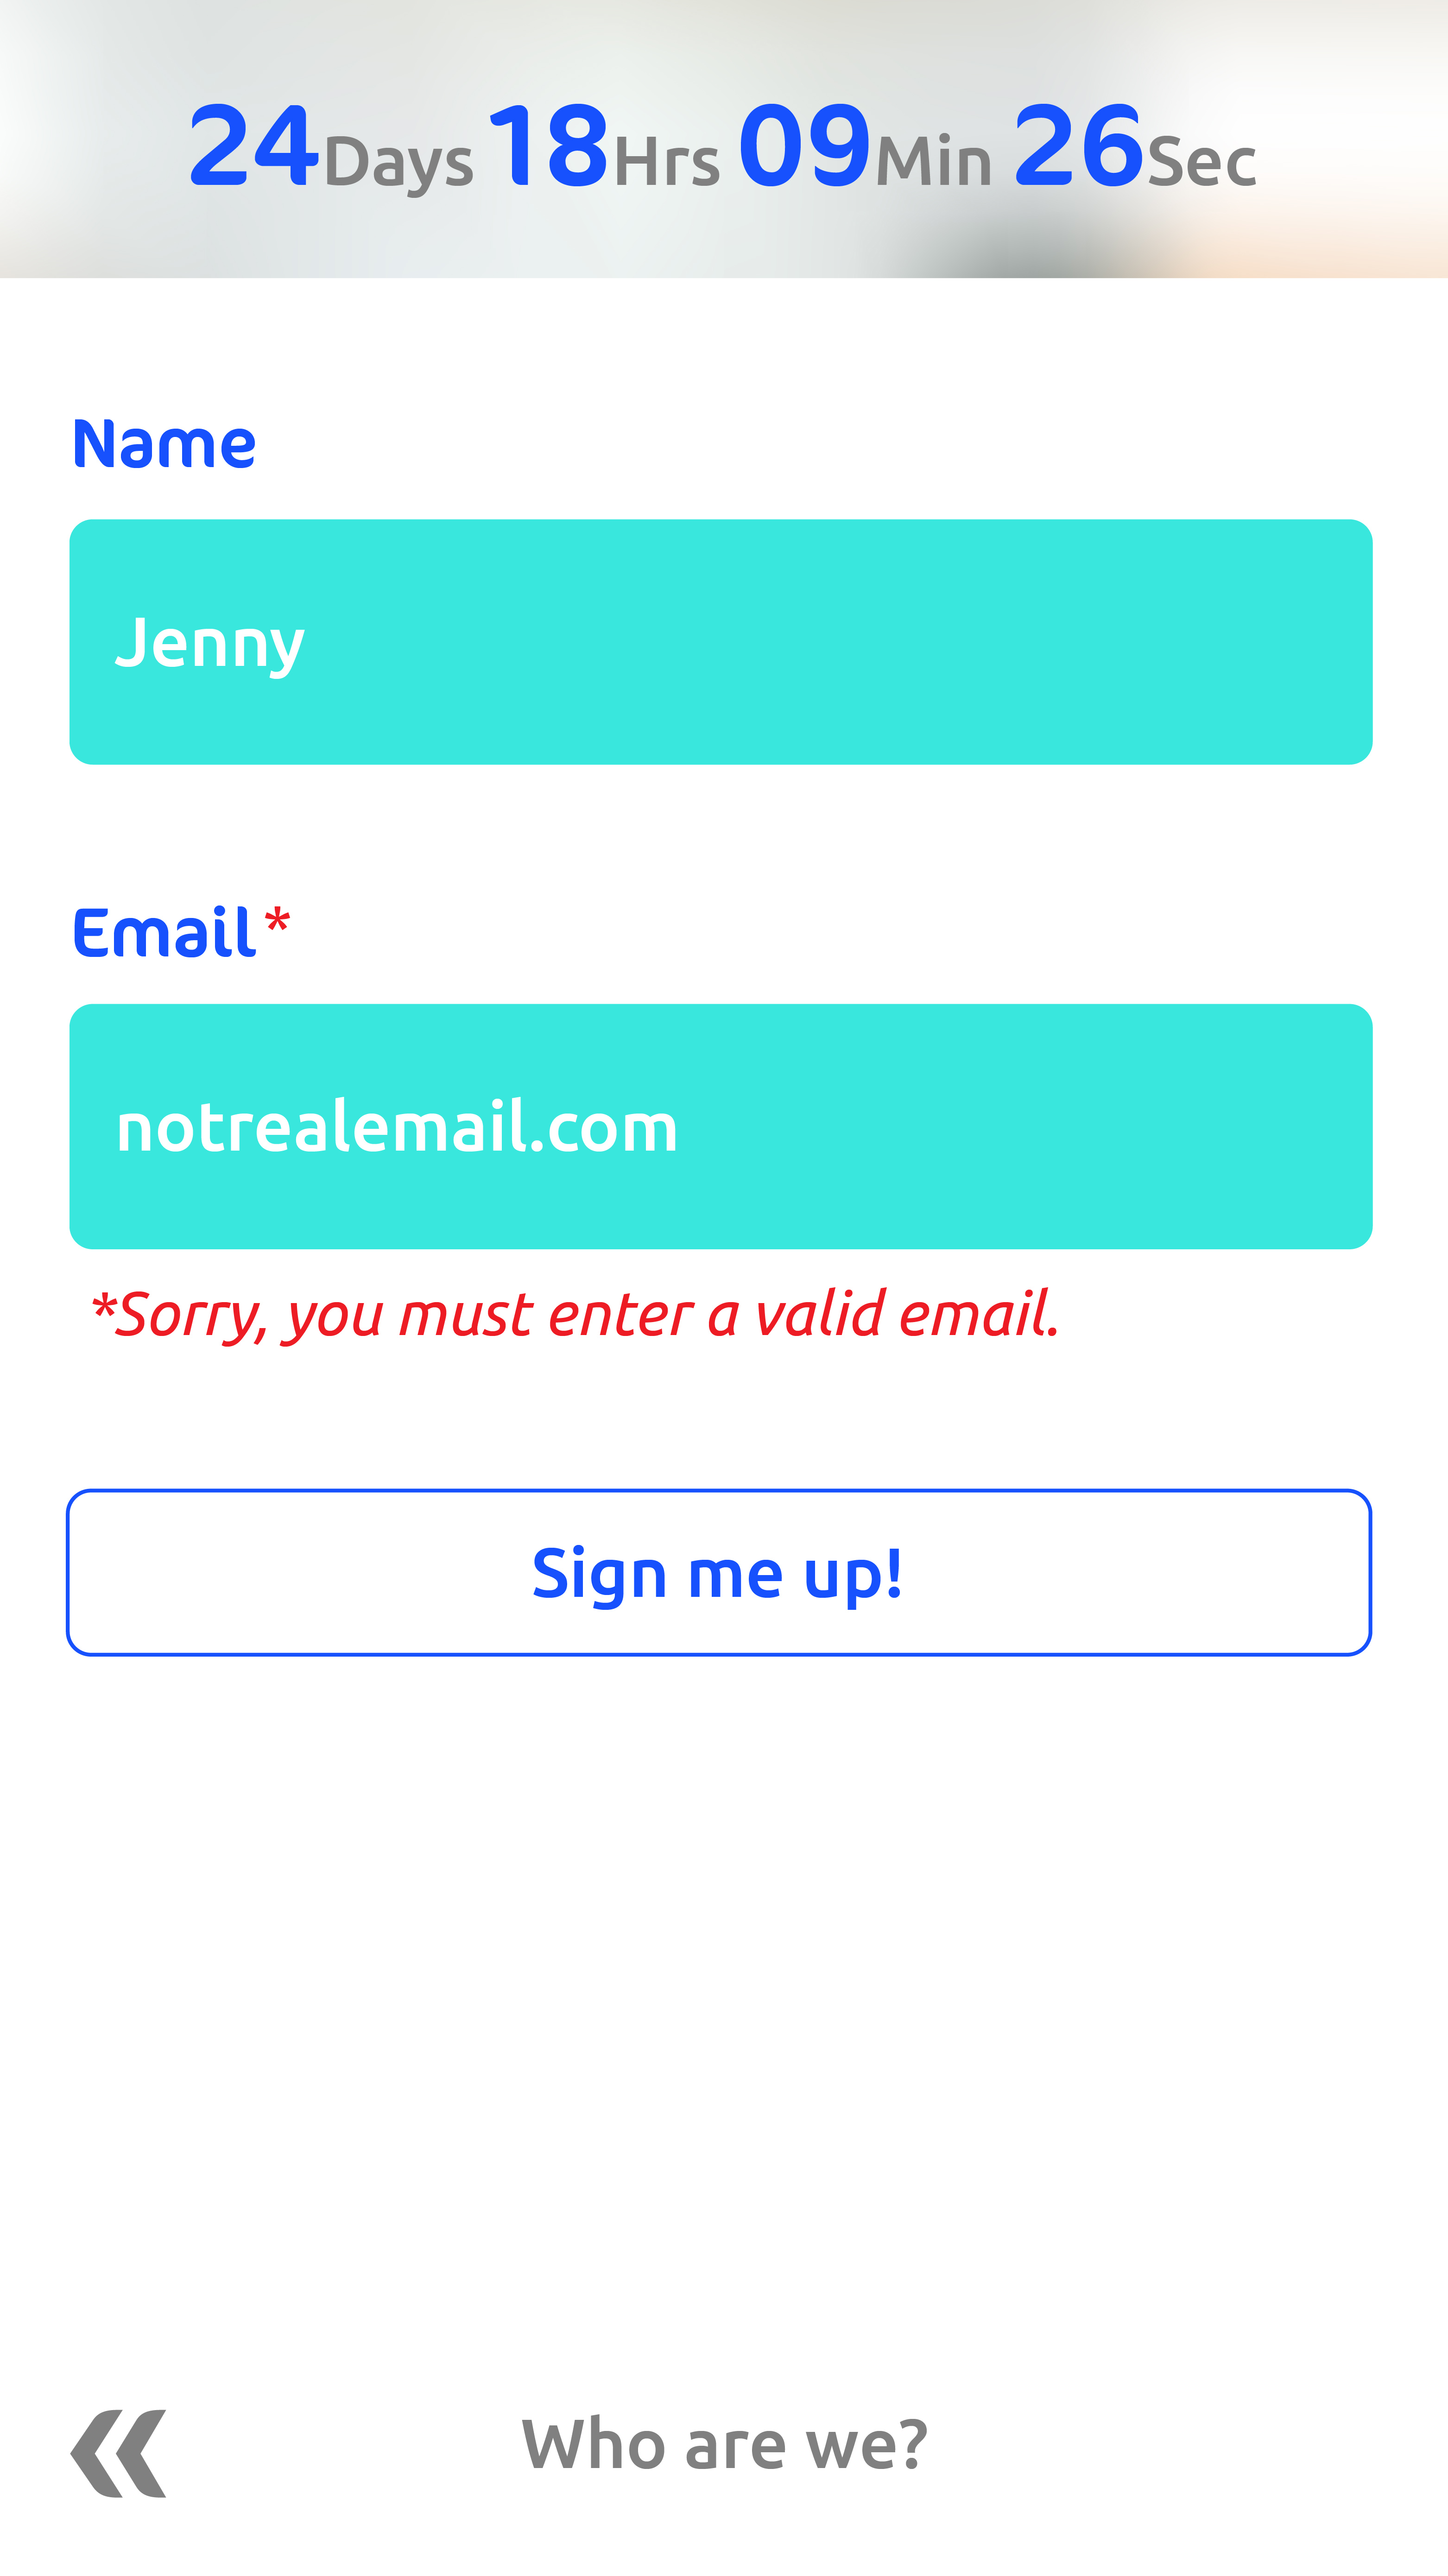 24Days 18Hrs 09Min 26Sec
Name
Jenny
Email*
notrealemail.com
*Sorry, you must enter a valid email.
Sign me up!
Who are we?